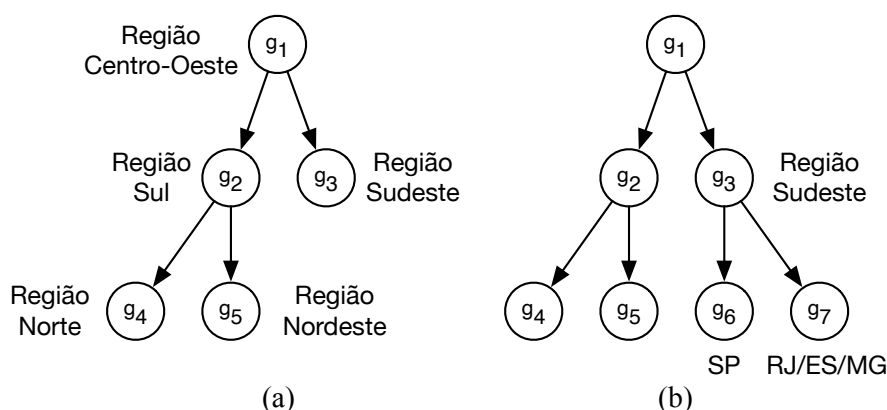 Região
Centro-Oeste
g1
Região
Sul
g2
g3
Região
Sudeste
Região
Norte
g4
g5
Região
Nordeste
(a)
g1
g2
g3
Região
Sudeste
g4
g5
g6
g7
SP
RJ/ES/MG
(b)